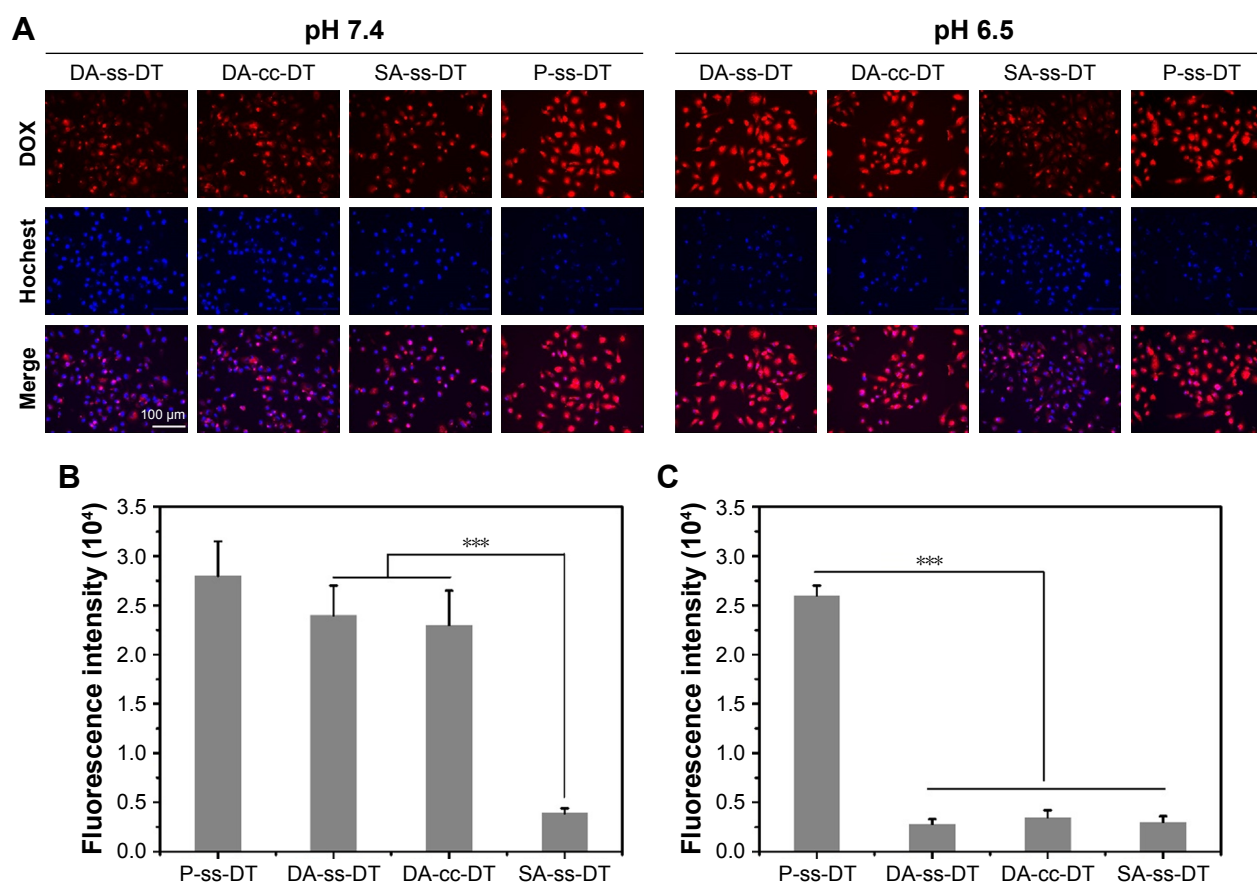 A
pH 7.4
pH 6.5
DA-ss-DT DA-cc-DT SA-ss-DT P-ss-DT DA-ss-DT DA-cc-DT SA-ss-DT P-ss-DT
DOX
Hochest
Merge
100 µm
B
Fluorescence intensity (10⁴)
3.5
3.0
2.5
2.0
1.5
1.0
0.5
0.0
***
P-ss-DT DA-ss-DT DA-cc-DT SA-ss-DT
C
Fluorescence intensity (10⁴)
3.5
3.0
2.5
2.0
1.5
1.0
0.5
0.0
***
P-ss-DT DA-ss-DT DA-cc-DT SA-ss-DT